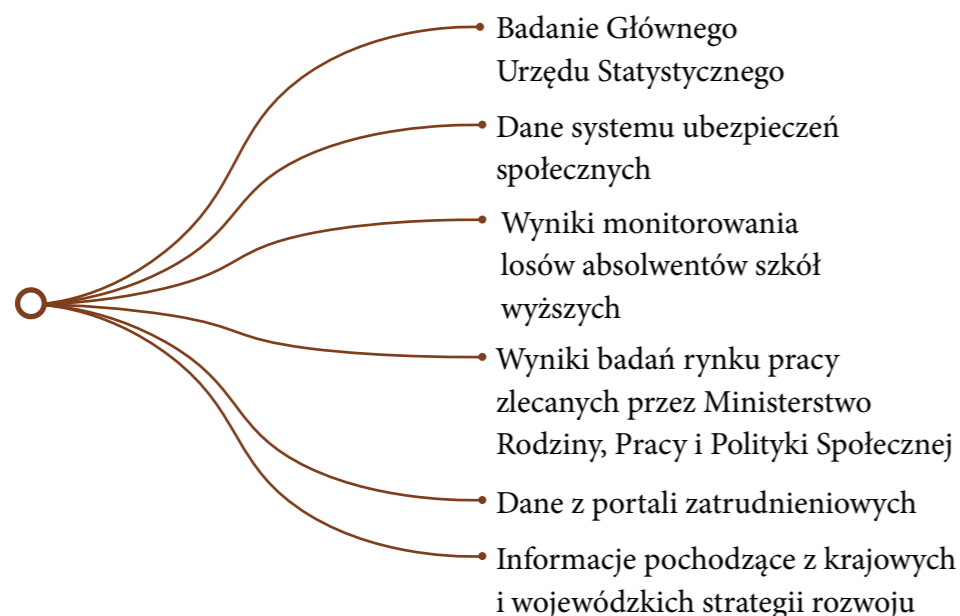 Badanie Głównego
Urzędu Statystycznego
Dane systemu ubezpieczeń
społecznych
Wyniki monitorowania
losów absolwentów szkół
wyższych
Wyniki badań rynku pracy
zlecanych przez Ministerstwo
Rodziny, Pracy i Polityki Społecznej
Dane z portali zatrudnieniowych
Informacje pochodzące z krajowych
i wojewódzkich strategii rozwoju